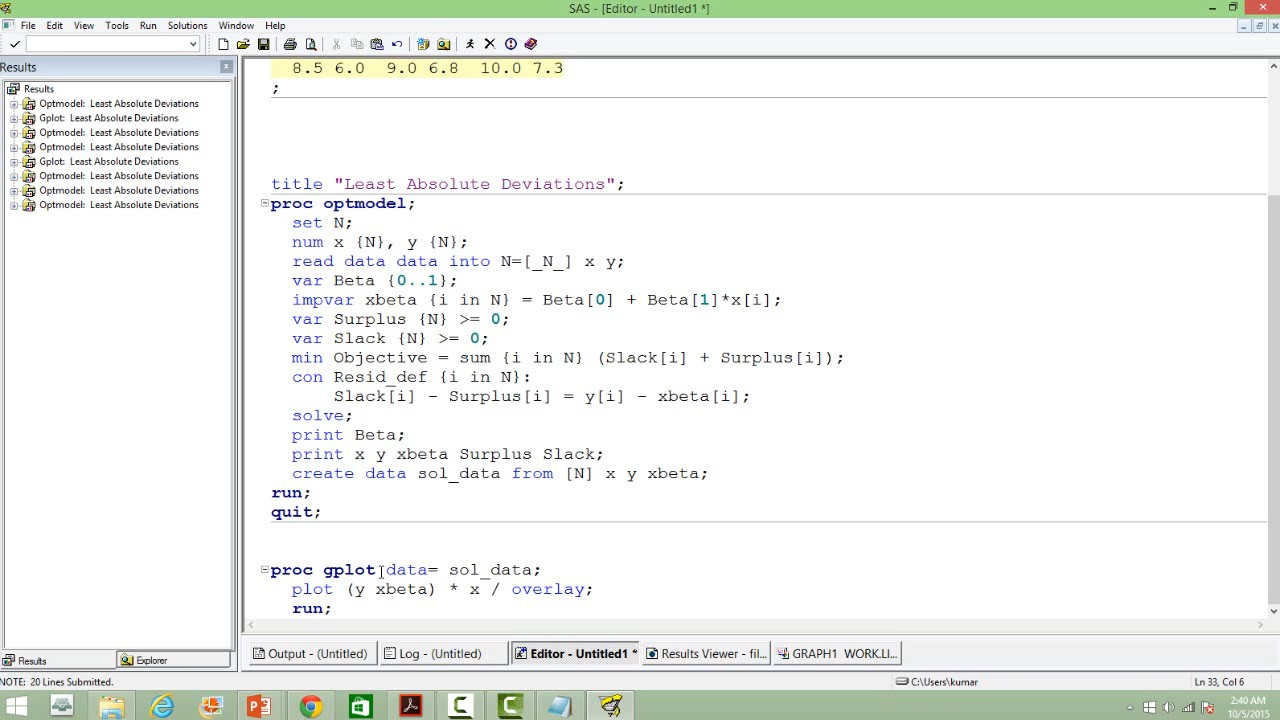 SAS - [Editor - Untitled1 *]
File Edit View Tools Run Solutions Window Help
Results
Results
Optmodel: Least Absolute Deviations
Gplot: Least Absolute Deviations
Optmodel: Least Absolute Deviations
Optmodel: Least Absolute Deviations
Gplot: Least Absolute Deviations
Optmodel: Least Absolute Deviations
Optmodel: Least Absolute Deviations
Optmodel: Least Absolute Deviations
8.5 6.0 9.0 6.8 10.0 7.3
;
title "Least Absolute Deviations";
proc optmodel;
set N;
num x {N}, y {N};
read data data into N=[_N_] x y;
var Beta {0..1};
impvar xbeta {i in N} = Beta[0] + Beta[1]*x[i];
var Surplus {N} >= 0;
var Slack {N} >= 0;
min Objective = sum {i in N} (Slack[i] + Surplus[i]);
con Resid_def {i in N}:
Slack[i] - Surplus[i] = y[i] - xbeta[i];
solve;
print Beta;
print x y xbeta Surplus Slack;
create data sol_data from [N] x y xbeta;
run;
quit;
proc gplot data= sol_data;
plot (y xbeta) * x / overlay;
run;
Results Explorer
Output - (Untitled) Log - (Untitled) Editor - Untitled1 * Results Viewer - fil... GRAPH1 WORK.LI...
NOTE: 20 Lines Submitted. C:\Users\kumar Ln 33, Col 6
2:40 AM
10/5/2015